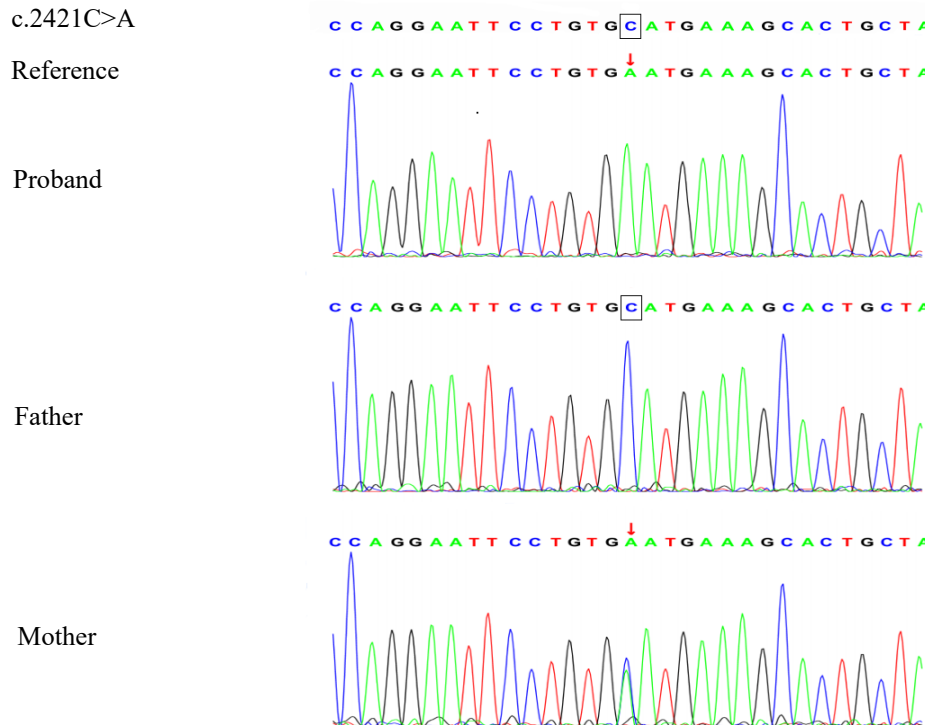 c.2421C>A C C A G G A A T T C C T G T G C A T G A A A G C A C T G C T A
Reference C C A G G A A T T C C T G T G A A T G A A A G C A C T G C T A
Proband
C C A G G A A T T C C T G T G C A T G A A A G C A C T G C T A
Father
C C A G G A A T T C C T G T G A A T G A A A G C A C T G C T A
Mother